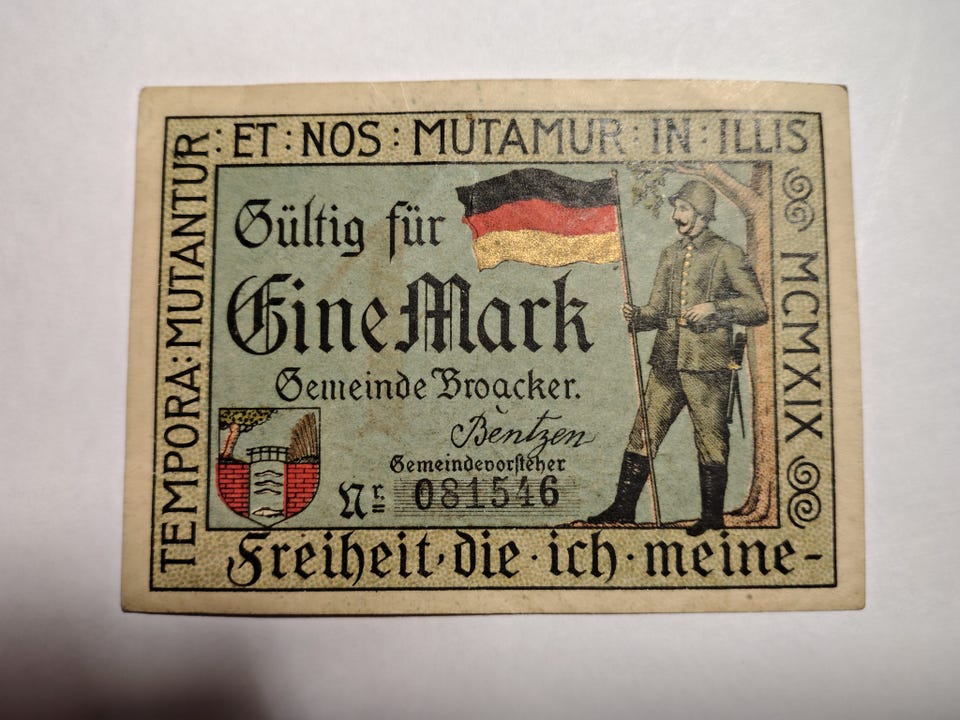 TEMPORA:MUTANTUR:ET:NOS:MUTAMUR:IN:ILLIS
MCMXIX
Gültig für
Eine Mark
Gemeinde Broacker.
Bentzen
Gemeindevorsteher
Nr. 081546
Freiheit, die·ich·meine-